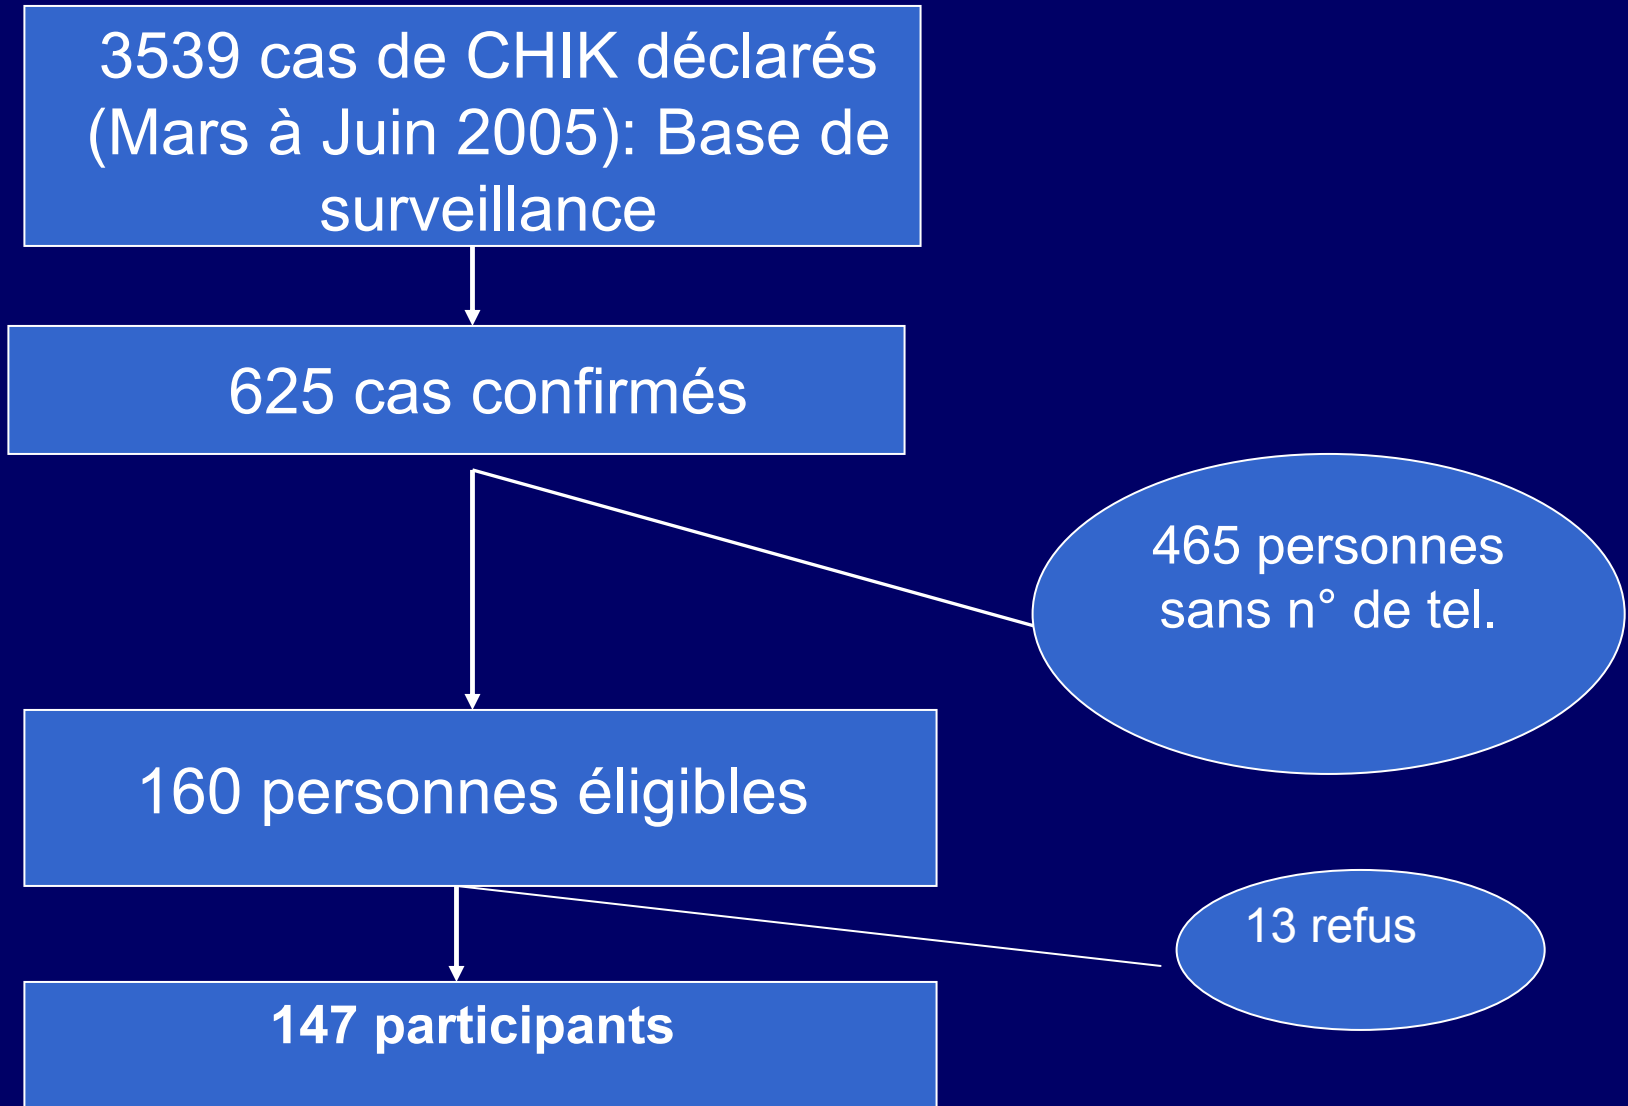 3539 cas de CHIK déclarés
(Mars à Juin 2005): Base de
surveillance
625 cas confirmés
465 personnes
sans n° de tel.
160 personnes éligibles
13 refus
147 participants